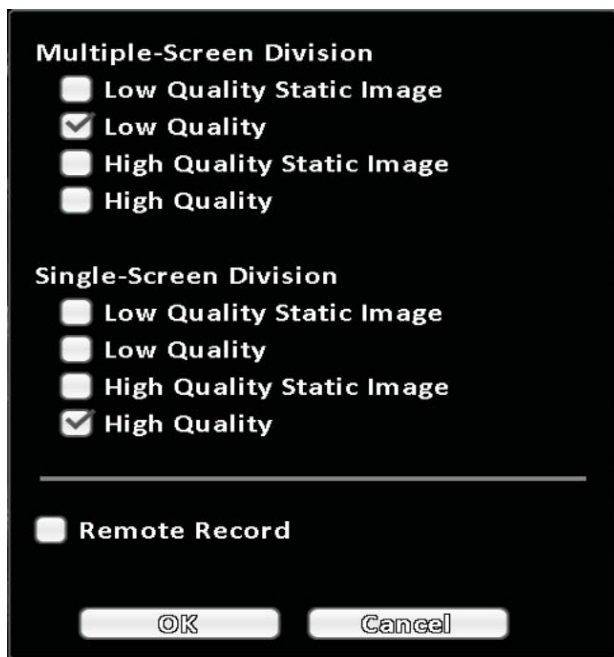 Multiple-Screen Division
Low Quality Static Image
Low Quality
High Quality Static Image
High Quality
Single-Screen Division
Low Quality Static Image
Low Quality
High Quality Static Image
High Quality
Remote Record
OK Cancel